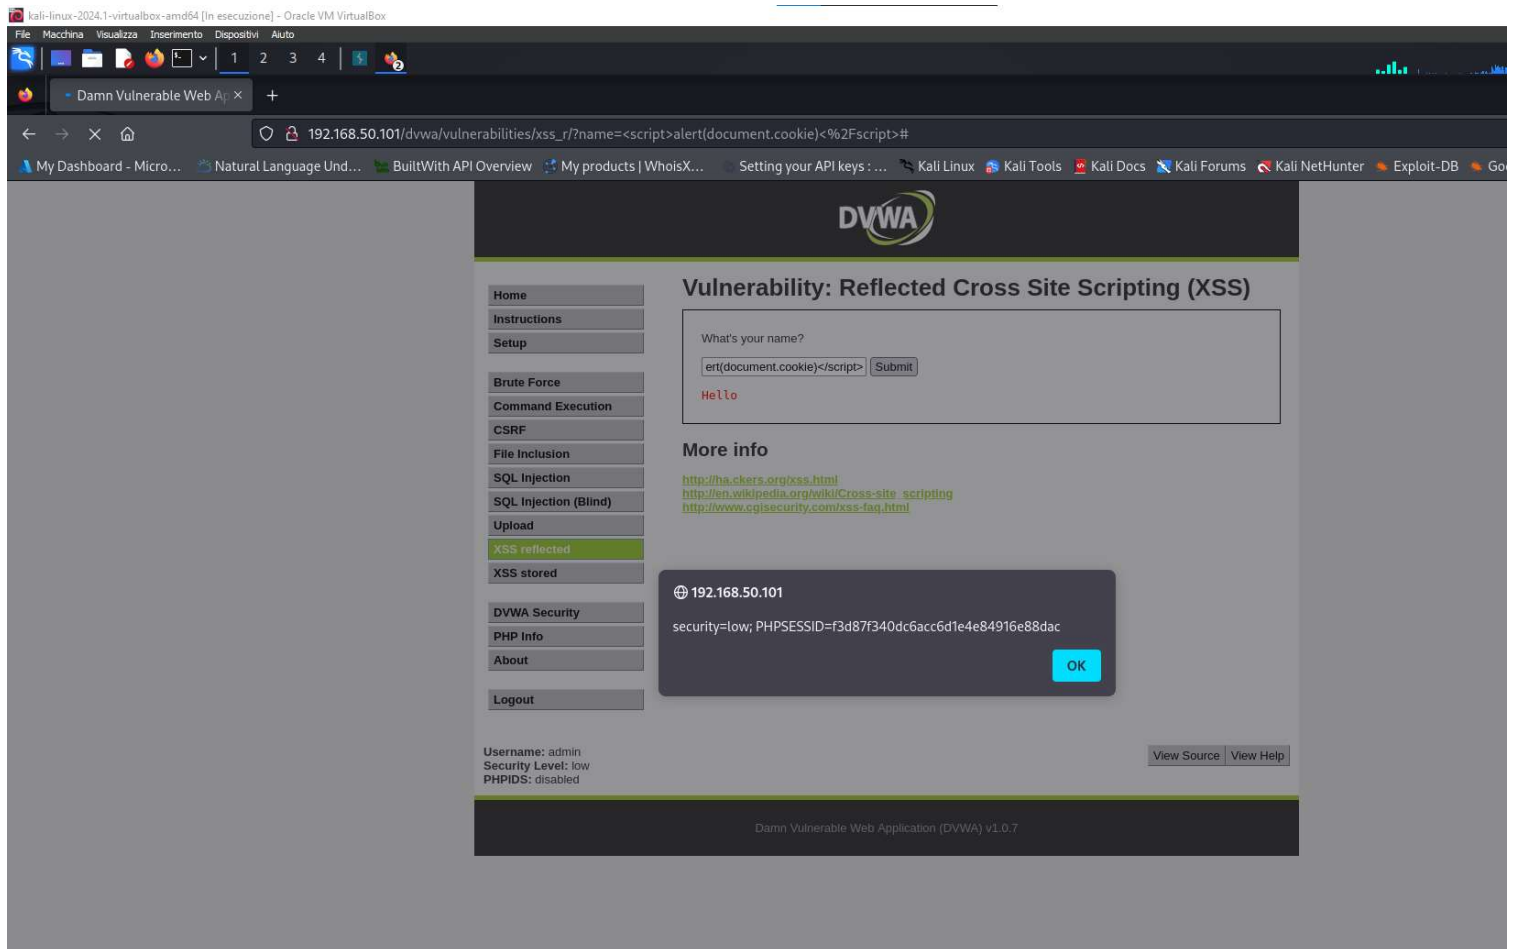 kali-linux-2024.1-virtualbox-amd64 [In esecuzione] - Oracle VM VirtualBox
File Macchina Visualizza Inserimento Dispositivi Aiuto
1 2 3 4
Damn Vulnerable Web Ap
192.168.50.101/dvwa/vulnerabilities/xss_r/?name=<script>alert(document.cookie)<%2Fscript>#
My Dashboard - Micro... Natural Language Und... BuiltWith API Overview My products | WhoisX... Setting your API keys : ... Kali Linux Kali Tools Kali Docs Kali Forums Kali NetHunter Exploit-DB Go
DVWA
Vulnerability: Reflected Cross Site Scripting (XSS)
Home
Instructions
Setup
Brute Force
Command Execution
CSRF
File Inclusion
SQL Injection
SQL Injection (Blind)
Upload
XSS reflected
XSS stored
DVWA Security
PHP Info
About
Logout
What's your name?
ert(document.cookie)</script> Submit
Hello
More info
http://ha.ckers.org/xss.html
http://en.wikipedia.org/wiki/Cross-site_scripting
http://www.cgisecurity.com/xss-faq.html
192.168.50.101
security=low; PHPSESSID=f3d87f340dc6acc6d1e4e84916e88dac
OK
Username: admin
Security Level: low
PHPIDS: disabled
View Source View Help
Damn Vulnerable Web Application (DVWA) v1.0.7